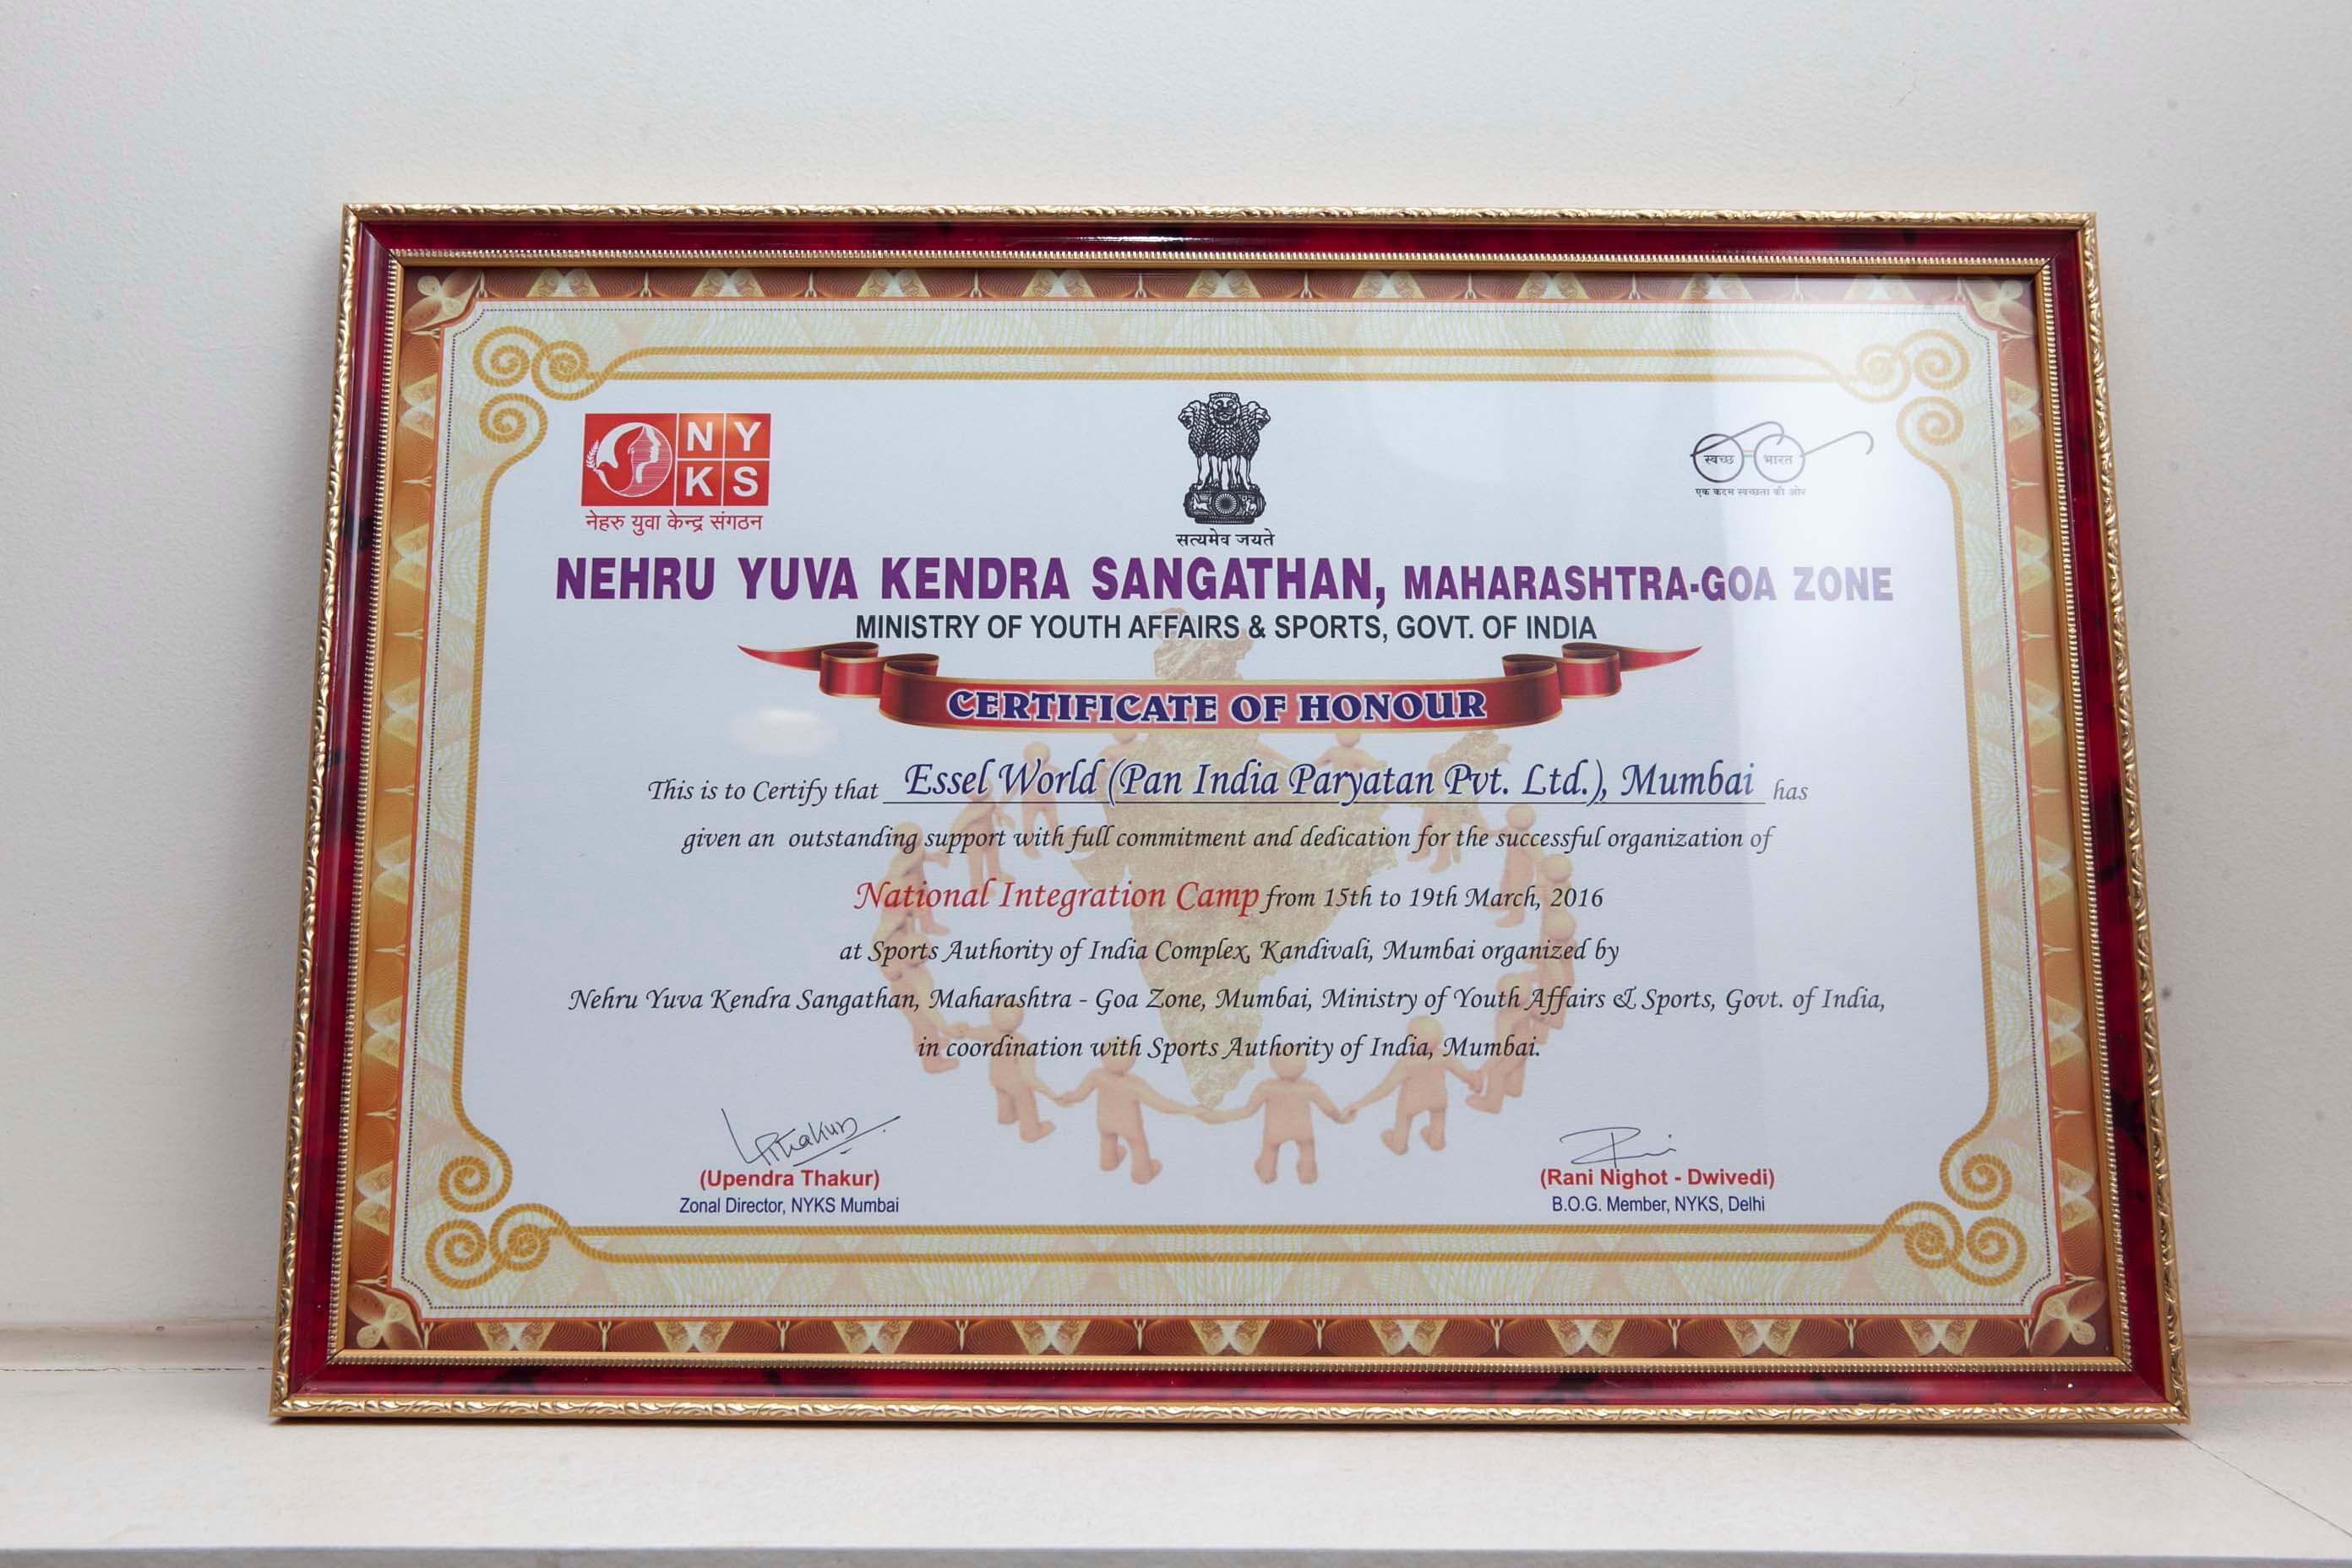 NY
KS
नेहरु युवा केन्द्र संगठन
सत्यमेव जयते
स्वच्छ भारत
एक कदम स्वच्छता की ओर
NEHRU YUVA KENDRA SANGATHAN, MAHARASHTRA-GOA ZONE
MINISTRY OF YOUTH AFFAIRS & SPORTS, GOVT. OF INDIA
CERTIFICATE OF HONOUR
This is to Certify that Essel World (Pan India Paryatan Pvt. Ltd.), Mumbai has
given an outstanding support with full commitment and dedication for the successful organization of
National Integration Camp from 15th to 19th March, 2016
at Sports Authority of India Complex, Kandivali, Mumbai organized by
Nehru Yuva Kendra Sangathan, Maharashtra - Goa Zone, Mumbai, Ministry of Youth Affairs & Sports, Govt. of India,
in coordination with Sports Authority of India, Mumbai.
(Upendra Thakur)
Zonal Director, NYKS Mumbai
(Rani Nighot - Dwivedi)
B.O.G. Member, NYKS, Delhi